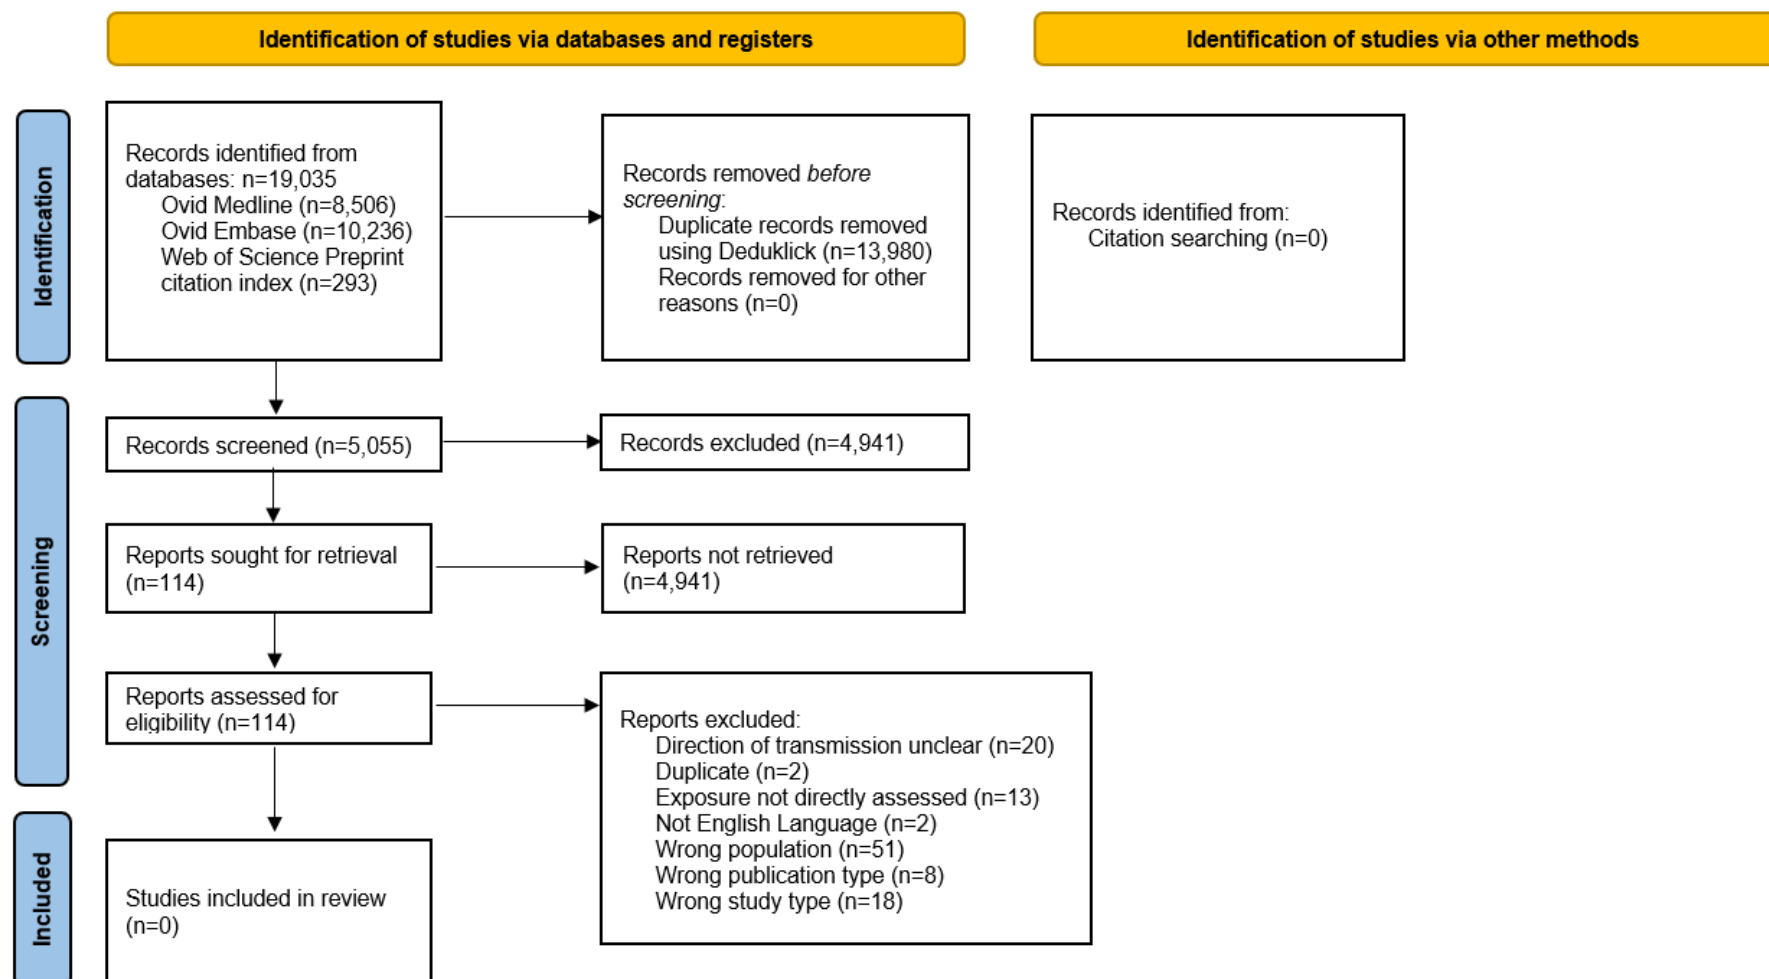 Identification of studies via databases and registers
Identification of studies via other methods
Identification
Records identified from
databases: n=19,035
Ovid Medline (n=8,506)
Ovid Embase (n=10,236)
Web of Science Preprint
citation index (n=293)
Records removed before
screening:
Duplicate records removed
using Deduklick (n=13,980)
Records removed for other
reasons (n=0)
Records identified from:
Citation searching (n=0)
Screening
Records screened (n=5,055)
Records excluded (n=4,941)
Reports sought for retrieval
(n=114)
Reports not retrieved
(n=4,941)
Reports assessed for
eligibility (n=114)
Reports excluded:
Direction of transmission unclear (n=20)
Duplicate (n=2)
Exposure not directly assessed (n=13)
Not English Language (n=2)
Wrong population (n=51)
Wrong publication type (n=8)
Wrong study type (n=18)
Included
Studies included in review
(n=0)